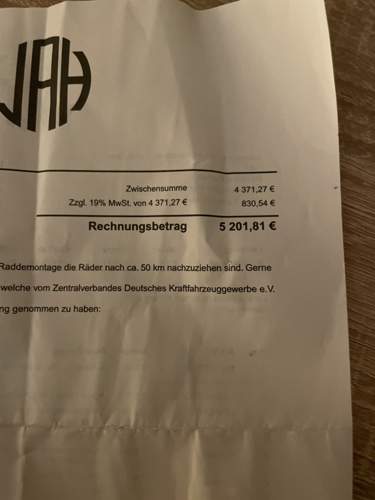 JAH
Zwischensumme 4 371,27 €
Zzgl. 19% MwSt. von 4 371,27 € 830,54 €
Rechnungsbetrag 5 201,81 €
Raddemontage die Räder nach ca. 50 km nachzuziehen sind. Gerne
welche vom Zentralverbandes Deutsches Kraftfahrzeuggewerbe e.V.
ng genommen zu haben: